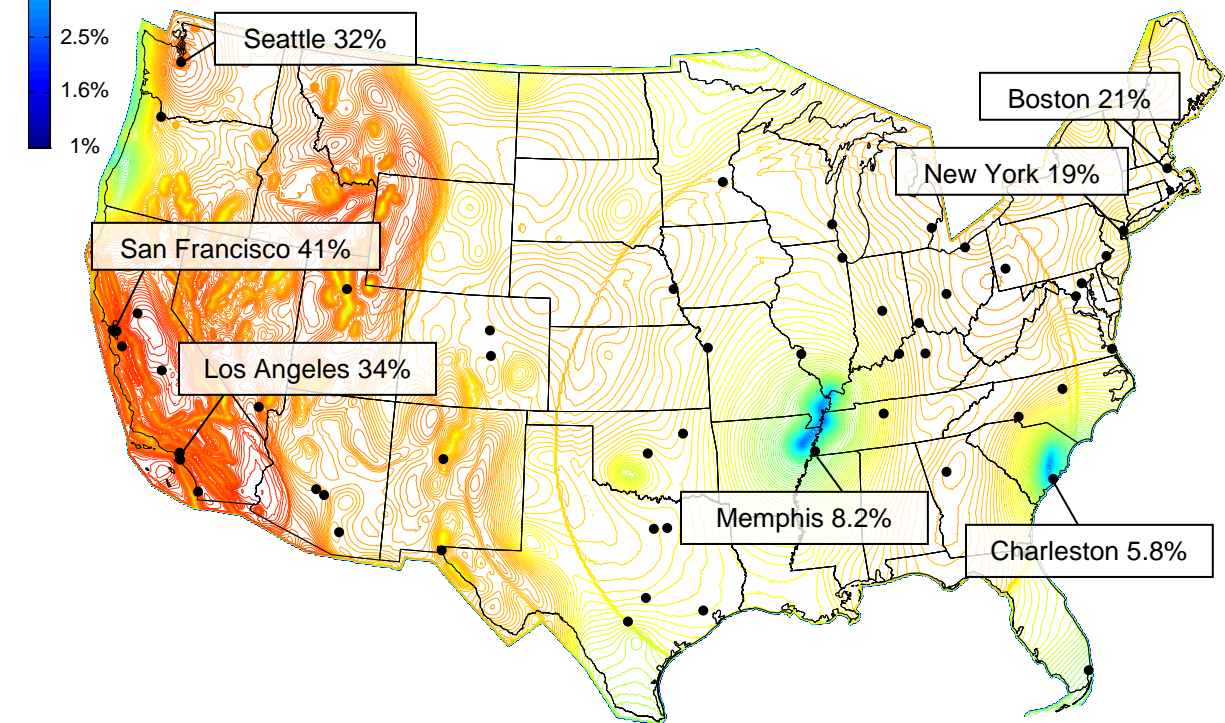 2.5%
1.6%
1%
Seattle 32%
Boston 21%
New York 19%
San Francisco 41%
Los Angeles 34%
Memphis 8.2%
Charleston 5.8%